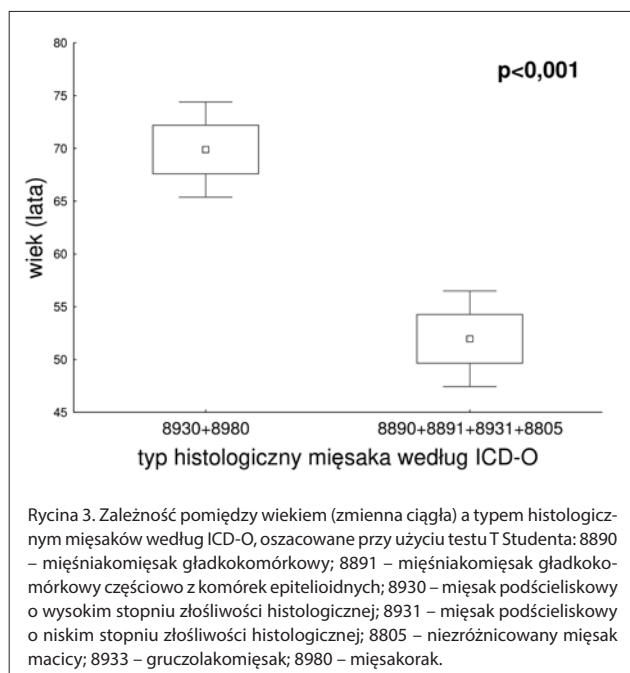 80
75
70
65
60
55
50
45
wiek (lata)
p<0,001
8930+8980
8890+8891+8931+8805
typ histologiczny mięsaka według ICD-O
Rycina 3. Zależność pomiędzy wiekiem (zmienna ciągła) a typem histologicz-
nym mięsaków według ICD-O, oszacowane przy użyciu testu T Studenta: 8890
– mięśniakomięsak gładkokomórkowy; 8891 – mięśniakomięsak gładkoko-
mórkowy częściowo z komórek epitelioidnych; 8930 – mięsak podścieliskowy
o wysokim stopniu złośliwości histologicznej; 8931 – mięsak podścieliskowy
o niskim stopniu złośliwości histologicznej; 8805 – niezróżnicowany mięsak
macicy; 8933 – gruczolakomięsak; 8980 – mięsakorak.